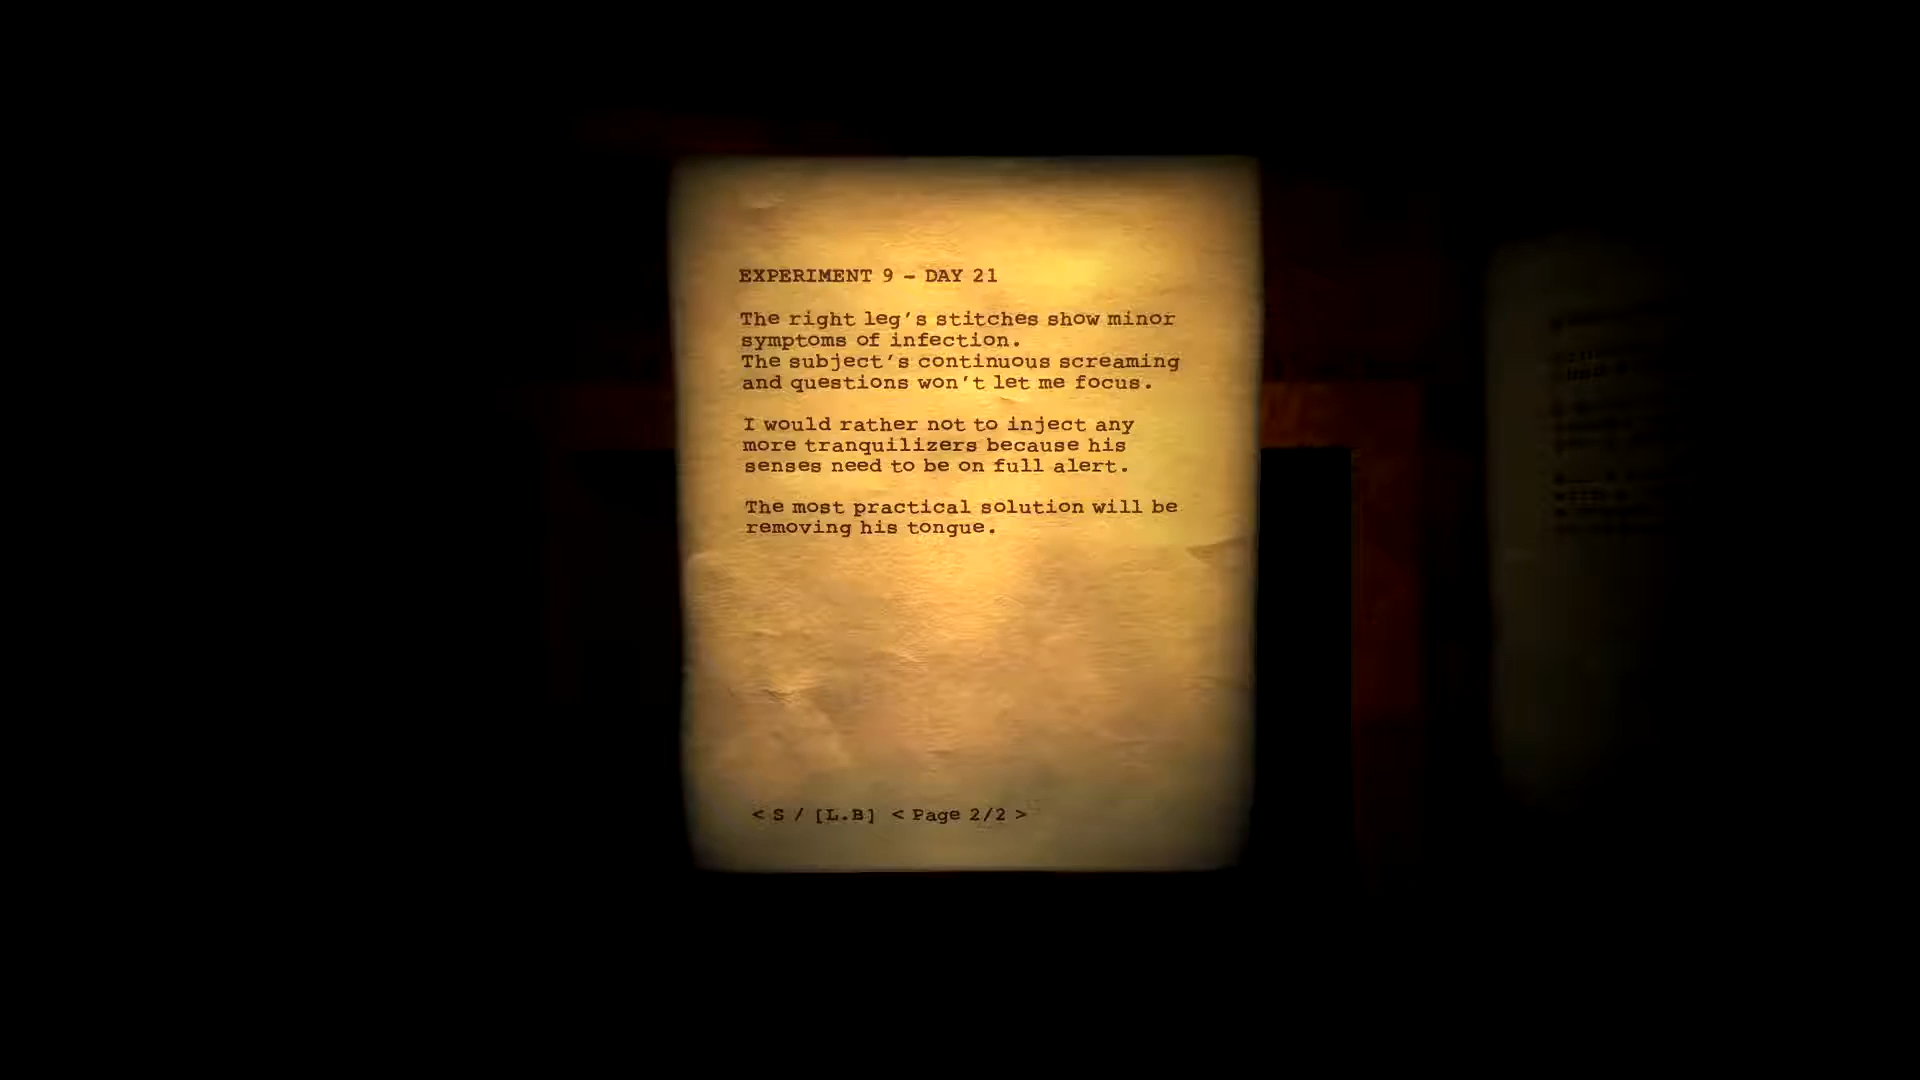 EXPERIMENT 9 - DAY 21
The right leg's stitches show minor
symptoms of infection.
The subject's continuous screaming
and questions won't let me focus.
I would rather not to inject any
more tranquilizers because his
senses need to be on full alert.
The most practical solution will be
removing his tongue.
< S / [L.B] < Page 2/2 >